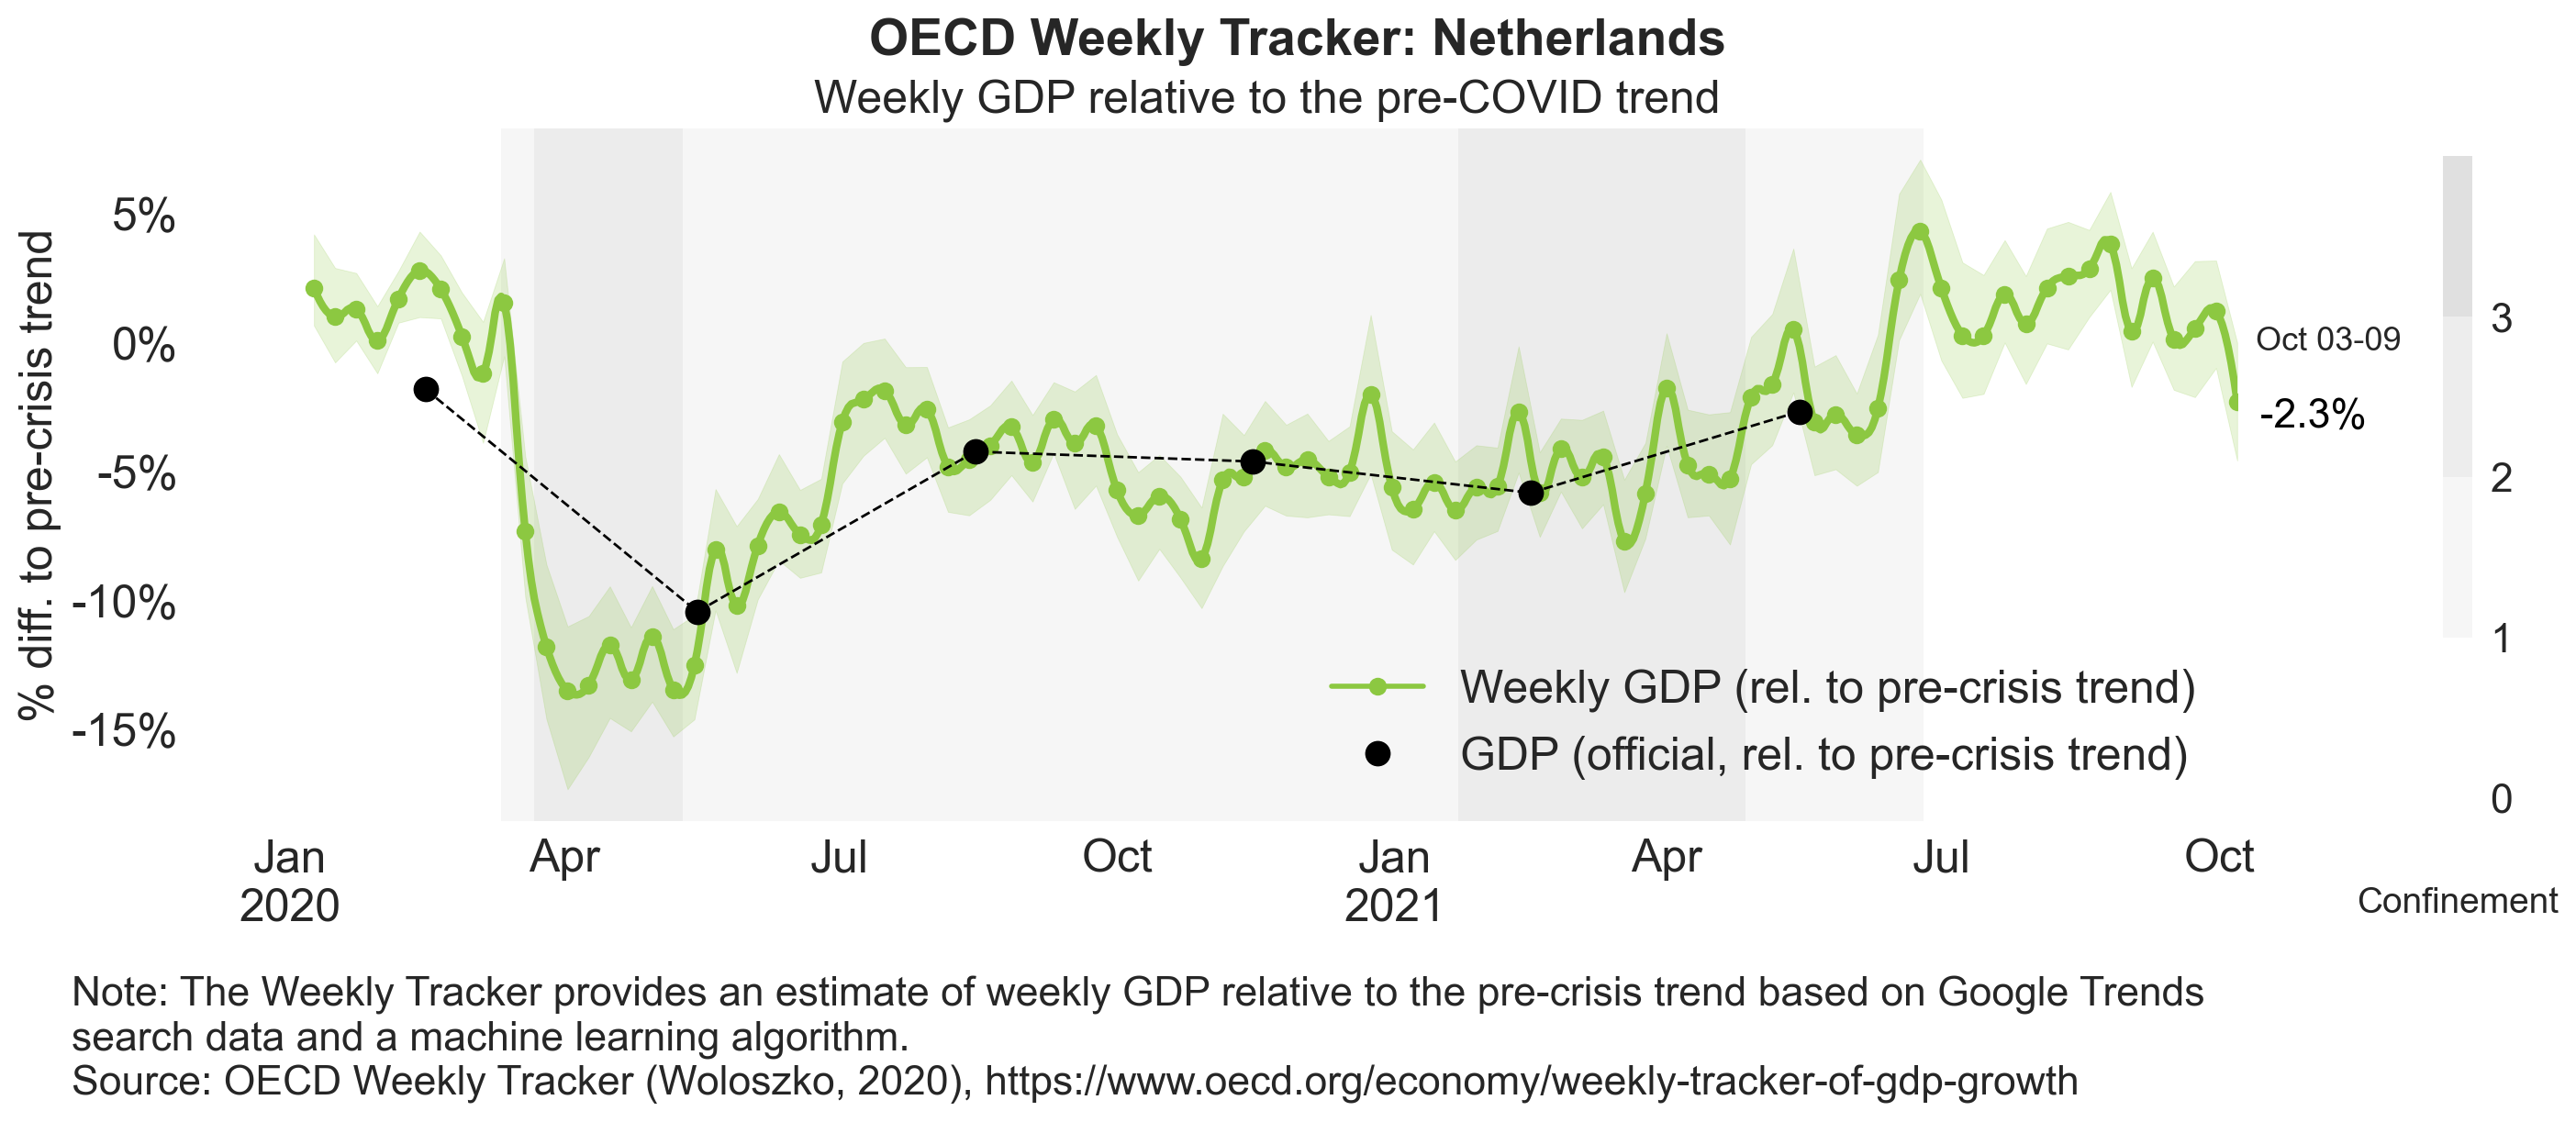 OECD Weekly Tracker: Netherlands
Weekly GDP relative to the pre-COVID trend
% diff. to pre-crisis trend
5%
0%
-5%
-10%
-15%
Oct 03-09
-2.3%
3
2
1
0
Weekly GDP (rel. to pre-crisis trend)
GDP (official, rel. to pre-crisis trend)
Jan Apr Jul Oct Jan Apr Jul Oct
2020 2021
Confinement
Note: The Weekly Tracker provides an estimate of weekly GDP relative to the pre-crisis trend based on Google Trends
search data and a machine learning algorithm.
Source: OECD Weekly Tracker (Woloszko, 2020), https://www.oecd.org/economy/weekly-tracker-of-gdp-growth